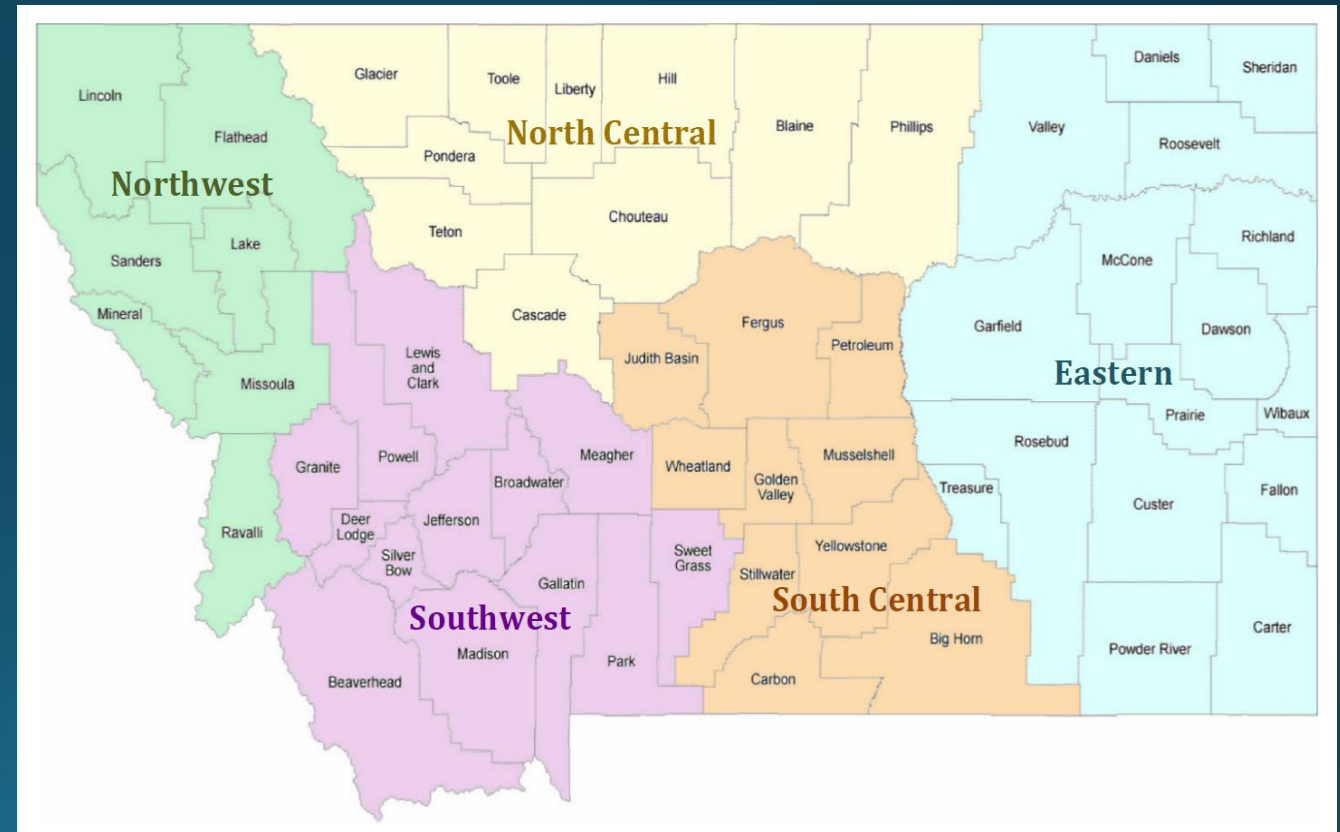 Northwest
Lincoln
Flathead
Sanders
Lake
Mineral
Missoula
Ravalli
North Central
Glacier
Toole
Liberty
Hill
Blaine
Phillips
Pondera
Teton
Chouteau
Cascade
Eastern
Valley
Daniels
Sheridan
Roosevelt
Richland
McCone
Garfield
Dawson
Prairie
Wibaux
Rosebud
Treasure
Custer
Fallon
Powder River
Carter
Southwest
Lewis
and
Clark
Powell
Granite
Deer
Lodge
Silver
Bow
Jefferson
Broadwater
Meagher
Gallatin
Madison
Beaverhead
Park
Sweet
Grass
South Central
Judith Basin
Fergus
Petroleum
Wheatland
Golden
Valley
Musselshell
Stillwater
Yellowstone
Carbon
Big Horn